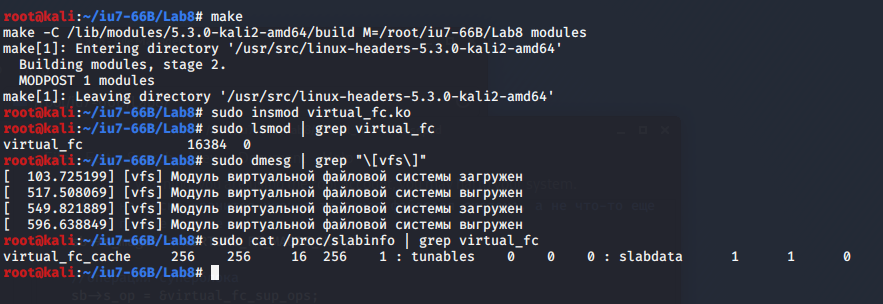 root@kali:~/iu7-66B/Lab8# make
make -C /lib/modules/5.3.0-kali2-amd64/build M=/root/iu7-66B/Lab8 modules
make[1]: Entering directory '/usr/src/linux-headers-5.3.0-kali2-amd64'
  Building modules, stage 2.
  MODPOST 1 modules
make[1]: Leaving directory '/usr/src/linux-headers-5.3.0-kali2-amd64'
root@kali:~/iu7-66B/Lab8# sudo insmod virtual_fc.ko
root@kali:~/iu7-66B/Lab8# sudo lsmod | grep virtual_fc
virtual_fc             16384  0
root@kali:~/iu7-66B/Lab8# sudo dmesg | grep "\[vfs\]"
[  103.725199] [vfs] Модуль виртуальной файловой системы загружен
[  517.508069] [vfs] Модуль виртуальной файловой системы выгружен
[  549.821889] [vfs] Модуль виртуальной файловой системы загружен
[  596.638849] [vfs] Модуль виртуальной файловой системы выгружен
root@kali:~/iu7-66B/Lab8# sudo cat /proc/slabinfo | grep virtual_fc
virtual_fc_cache     256    256     16  256    1 : tunables    0    0    0 : slabdata      1      1      0
root@kali:~/iu7-66B/Lab8#
sb->s_op = &virtual_fc_sup_ops;